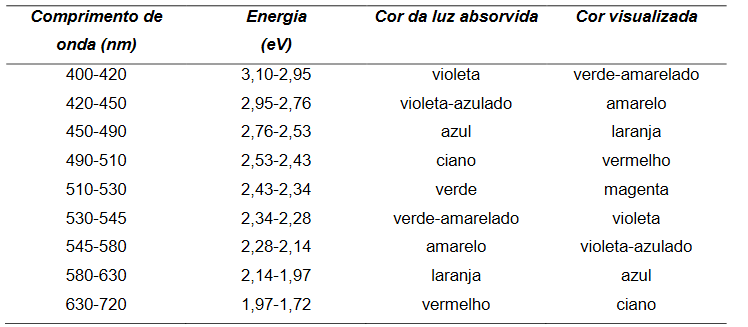 Comprimento de onda (nm) Energia (eV) Cor da luz absorvida Cor visualizada
400-420 3,10-2,95 violeta verde-amarelado
420-450 2,95-2,76 violeta-azulado amarelo
450-490 2,76-2,53 azul laranja
490-510 2,53-2,43 ciano vermelho
510-530 2,43-2,34 verde magenta
530-545 2,34-2,28 verde-amarelado violeta
545-580 2,28-2,14 amarelo violeta-azulado
580-630 2,14-1,97 laranja azul
630-720 1,97-1,72 vermelho ciano